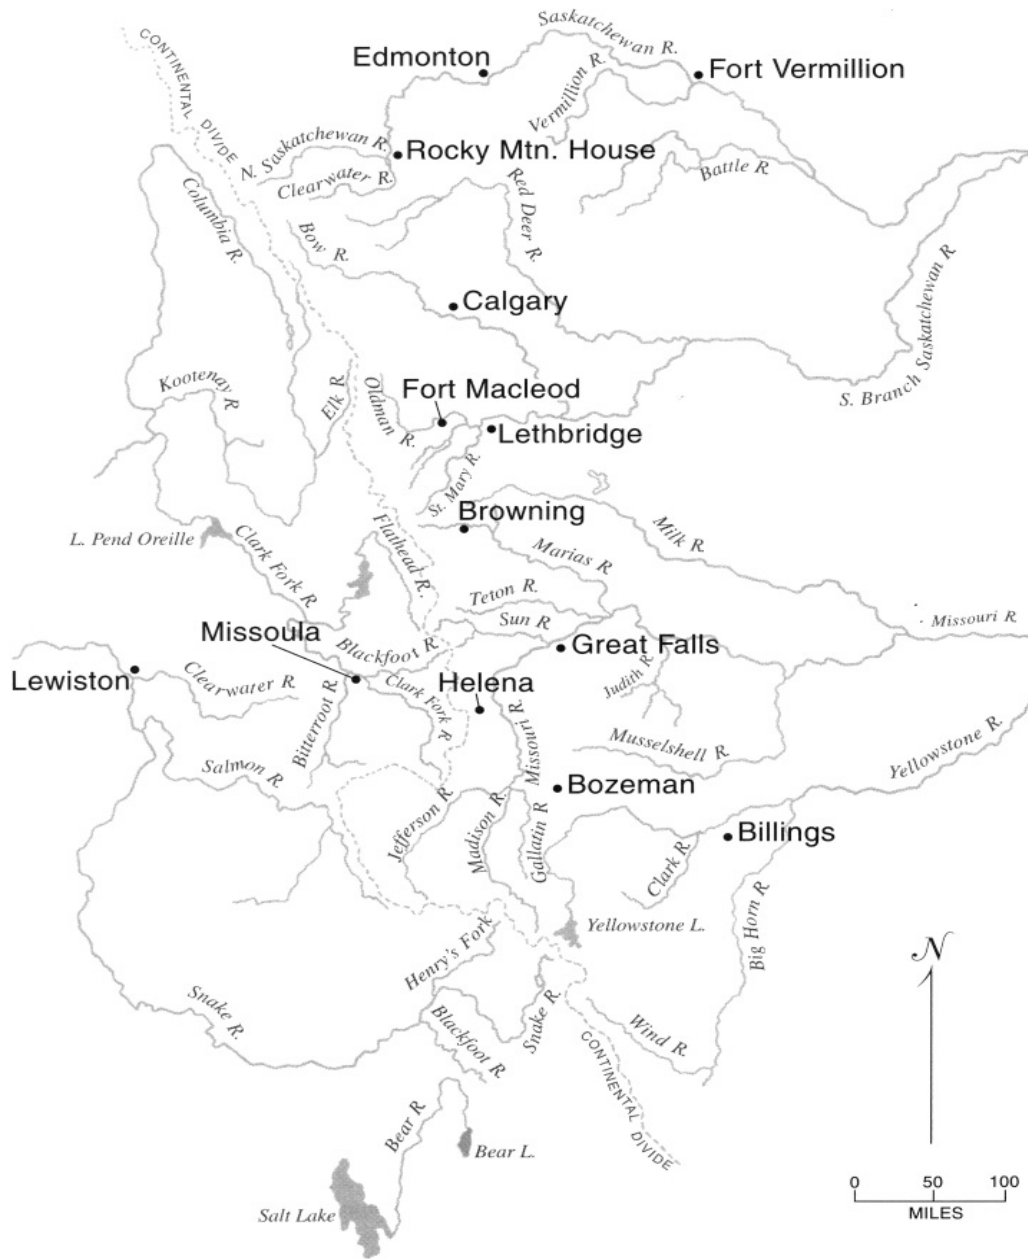 CONTINENTAL DIVIDE
Saskatchewan R.
Edmonton
Fort Vermillion
Vermillion R.
N. Saskatchewan R.
Rocky Mtn. House
Clearwater R.
Battle R
Red Deer R.
Columbia R.
Bow R.
Calgary
S. Branch Saskatchewan R
Kootenay R
Elk R
Oldman R.
Fort Macleod
Lethbridge
St. Mary R.
Browning
L. Pend Oreille
Clark Fork R
Flathead R.
Marias R
Milk R.
Teton R.
Sun R
Missouri R
Missoula
Blackfoot R
Great Falls
Lewiston
Clearwater R.
Bitterroot R.
Clark Fork R
Helena
Judith R
Missouri R.
Musselshell R.
Yellowstone R.
Salmon R.
Jefferson R
Madison R.
Gallatin R
Bozeman
Billings
Clark R.
Big Horn R
Yellowstone L.
Henry's Fork
N
Snake R.
Blackfoot R.
Snake R.
Wind R.
CONTINENTAL DIVIDE
Bear R
Bear L.
Salt Lake
0 50 100
MILES